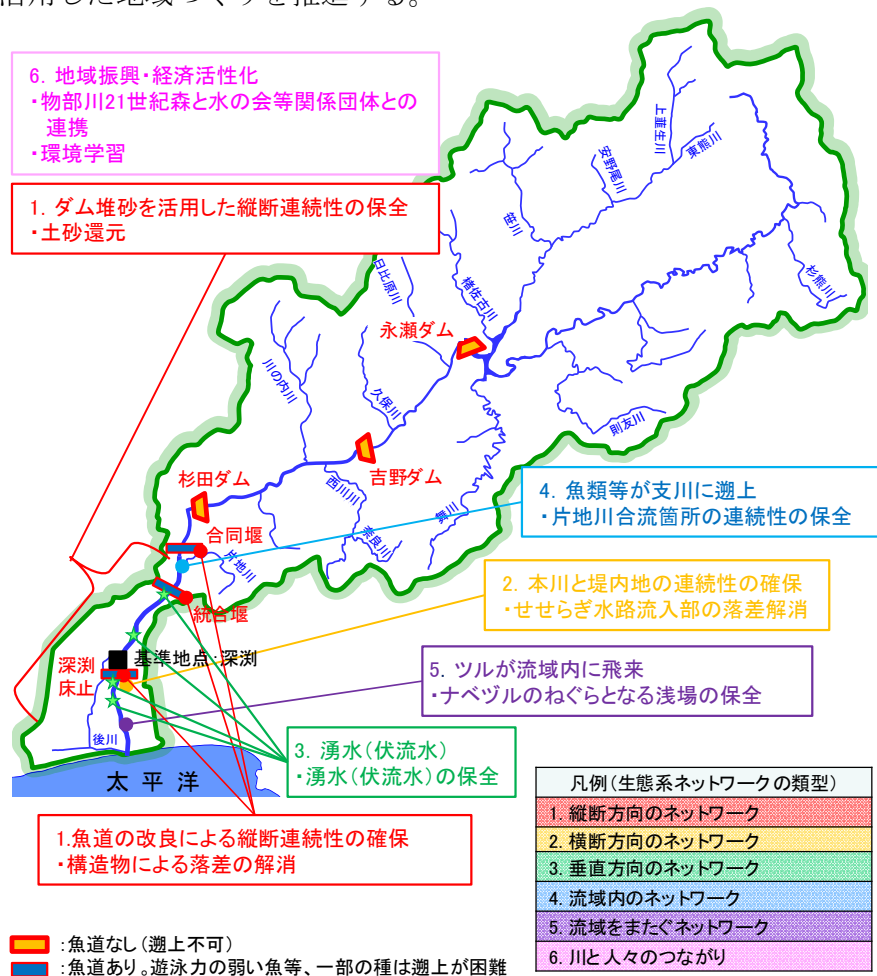 活用した地域づくりを推進する。
6. 地域振興・経済活性化
・物部川21世紀森と水の会等関係団体との
連携
・環境学習
1. ダム堆砂を活用した縦断連続性の保全
・土砂還元
上韮生川
東熊川
安野尾川
笹川
杉熊川
日比原川
楮佐古川
永瀬ダム
川の内川
久保川
則友川
吉野ダム
杉田ダム
西川川
舞川
奈良川
4. 魚類等が支川に遡上
・片地川合流箇所の連続性の保全
合同堰
片地川
統合堰
2. 本川と堤内地の連続性の確保
・せせらぎ水路流入部の落差解消
基準地点:深渕
深渕
床止
5. ツルが流域内に飛来
・ナベヅルのねぐらとなる浅場の保全
後川
3. 湧水(伏流水)
・湧水(伏流水)の保全
太平洋
1.魚道の改良による縦断連続性の確保
・構造物による落差の解消
凡例(生態系ネットワークの類型)
1. 縦断方向のネットワーク
2. 横断方向のネットワーク
3. 垂直方向のネットワーク
4. 流域内のネットワーク
5. 流域をまたぐネットワーク
6. 川と人々のつながり
:魚道なし(遡上不可)
:魚道あり。遊泳力の弱い魚等、一部の種は遡上が困難